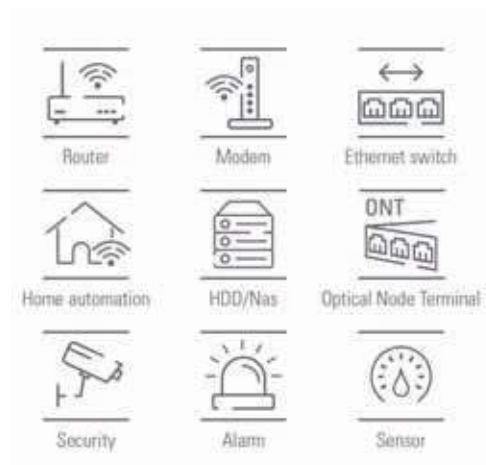 Router
Modem
Ethernet switch
ONT
Home automation
HDD/Nas
Optical Node Terminal
Security
Alarm
Sensor